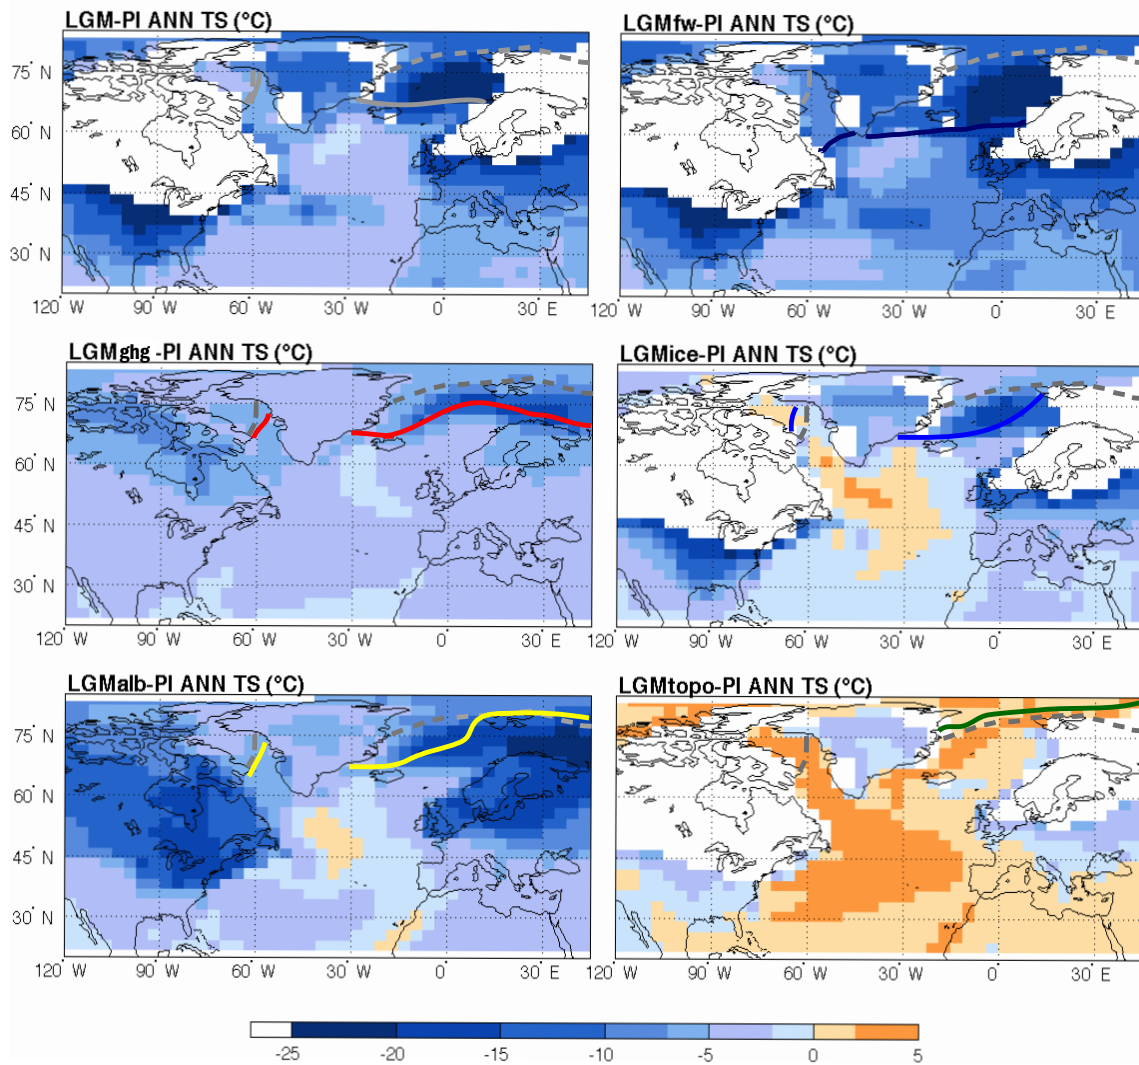 LGM-PI ANN TS (°C)
LGMfw-PI ANN TS (°C)
75° N
60° N
45° N
30° N
120° W
90° W
60° W
30° W
0°
30° E
75° N
60° N
45° N
30° N
120° W
90° W
60° W
30° W
0°
30° E
LGMghg -PI ANN TS (°C)
LGMice-PI ANN TS (°C)
75° N
60° N
45° N
30° N
120° W
90° W
60° W
30° W
0°
30° E
75° N
60° N
45° N
30° N
120° W
90° W
60° W
30° W
0°
30° E
LGMalb-PI ANN TS (°C)
LGMtopo-PI ANN TS (°C)
75° N
60° N
45° N
30° N
120° W
90° W
60° W
30° W
0°
30° E
75° N
60° N
45° N
30° N
120° W
90° W
60° W
30° W
0°
30° E
-25 -20 -15 -10 -5 0 5